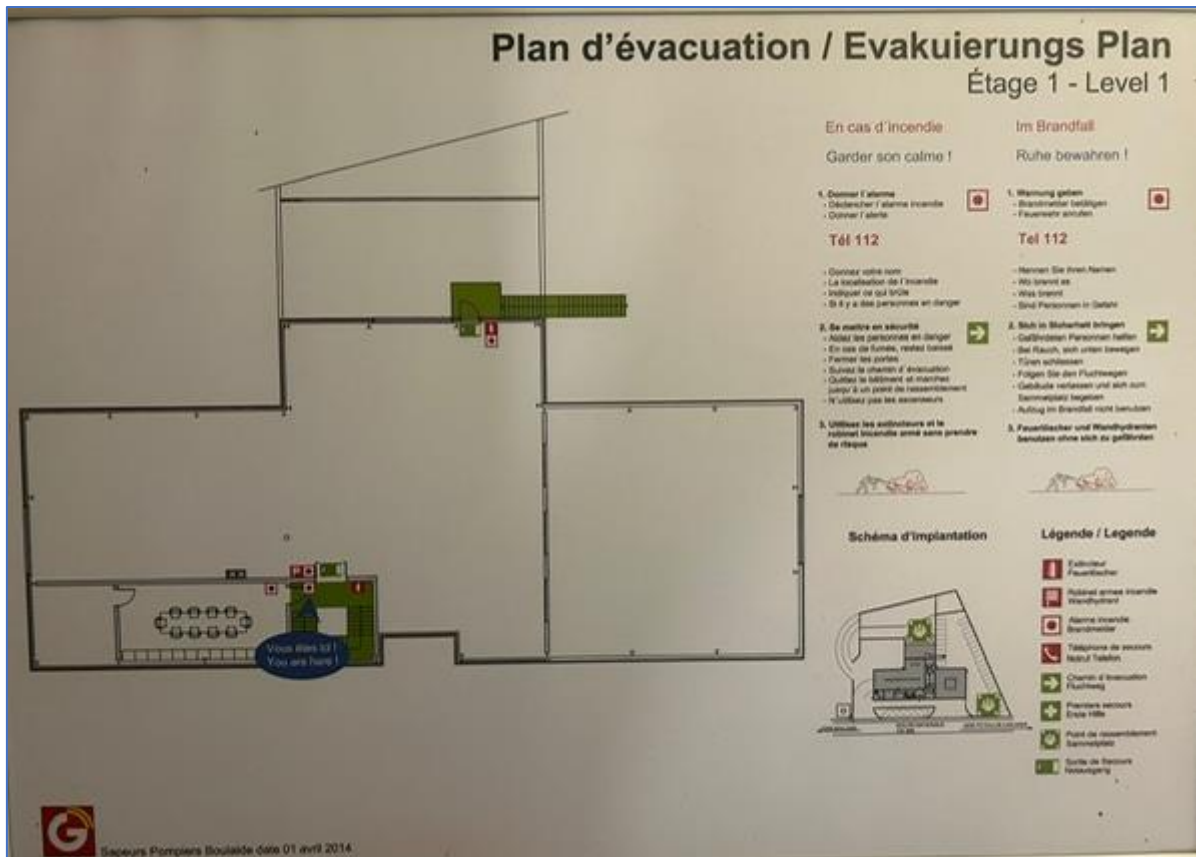 Plan d'évacuation / Evakuierungs Plan
Étage 1 - Level 1
En cas d'incendie
Garder son calme !
1. Donner l'alarme
- Déclencher l'alarme incendie
- Donner l'alerte
Tél 112
- Donnez votre nom
- La localisation de l'incendie
- Indiquer ce qui brûle
- Si il y a des personnes en danger
2. Se mettre en sécurité
- Aidez les personnes en danger
- En cas de fumée, restez baissé
- Fermer les portes
- Suivez le chemin d'évacuation
- Quittez le bâtiment et marchez
jusqu'à un point de rassemblement
- N'utilisez pas les ascenseurs
3. Utilisez les extincteurs et le
robinet incendie armé sans prendre
de risque
Im Brandfall
Ruhe bewahren !
1. Warnung geben
- Brandmelder betätigen
- Feuerwehr anrufen
Tel 112
- Nennen Sie Ihren Namen
- Wo brennt es
- Was brennt
- Sind Personen in Gefahr
2. Sich in Sicherheit bringen
- Gefährdeten Personen helfen
- Bei Rauch, sich unten bewegen
- Türen schliessen
- Folgen Sie den Fluchtwegen
- Gebäude verlassen und sich zum
Sammelplatz begeben
- Aufzug im Brandfall nicht benutzen
3. Feuerlöscher und Wandhydranten
benutzen ohne sich zu gefährden
Vous êtes ici !
You are here !
Schéma d'implantation
Légende / Legende
Extincteur
Feuerlöscher
Robinet armee incendie
Wandhydrant
Alarme incendie
Brandmelder
Téléphone de secours
Notruf Telefon
Chemin d'évacuation
Fluchtweg
Premiers secours
Erste Hilfe
Point de rassemblement
Sammelplatz
Sortie de Secours
Notausgang
G
Sapeurs Pompiers Boulaide date 01 avril 2014